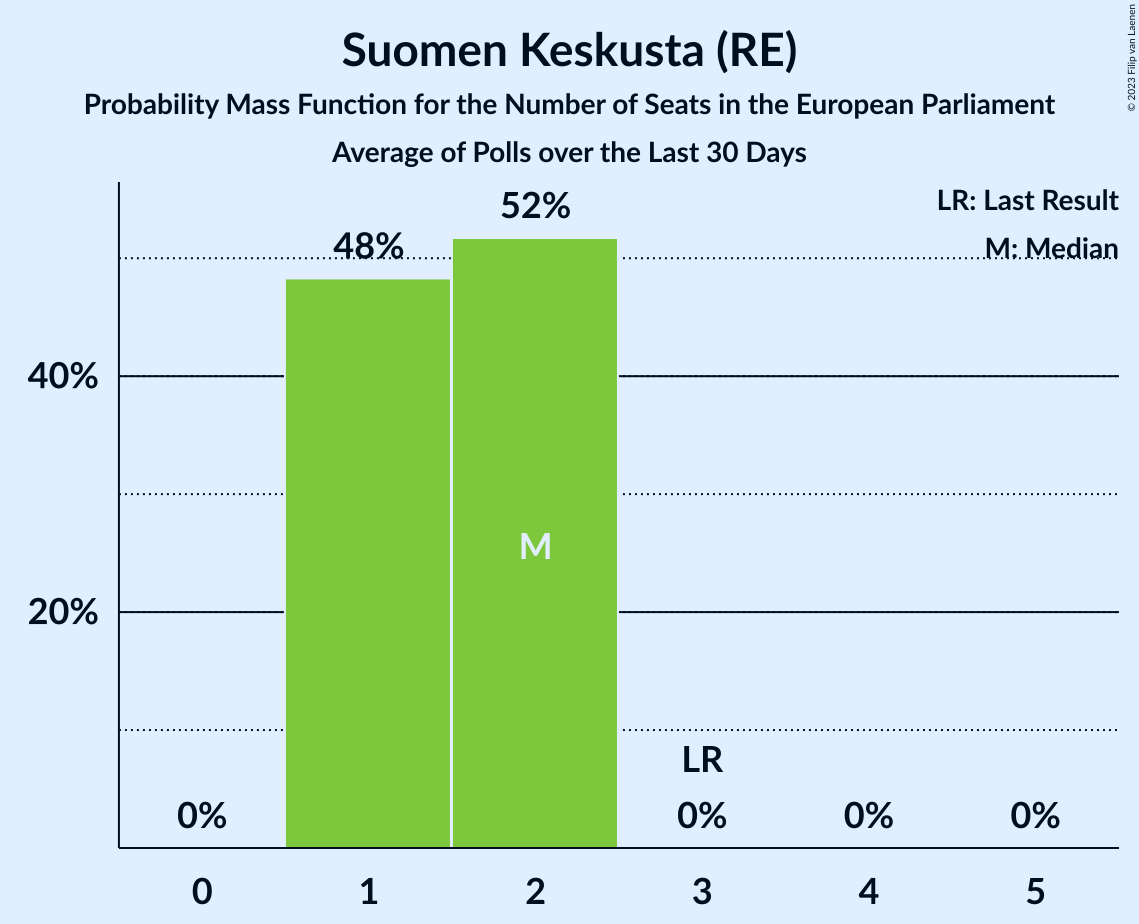 Suomen Keskusta (RE)
Probability Mass Function for the Number of Seats in the European Parliament
Average of Polls over the Last 30 Days
© 2023 Filip van Laenen
LR: Last Result
M: Median
52%
48%
40%
20%
M
LR
0%
0%
0%
0%
0
1
2
3
4
5